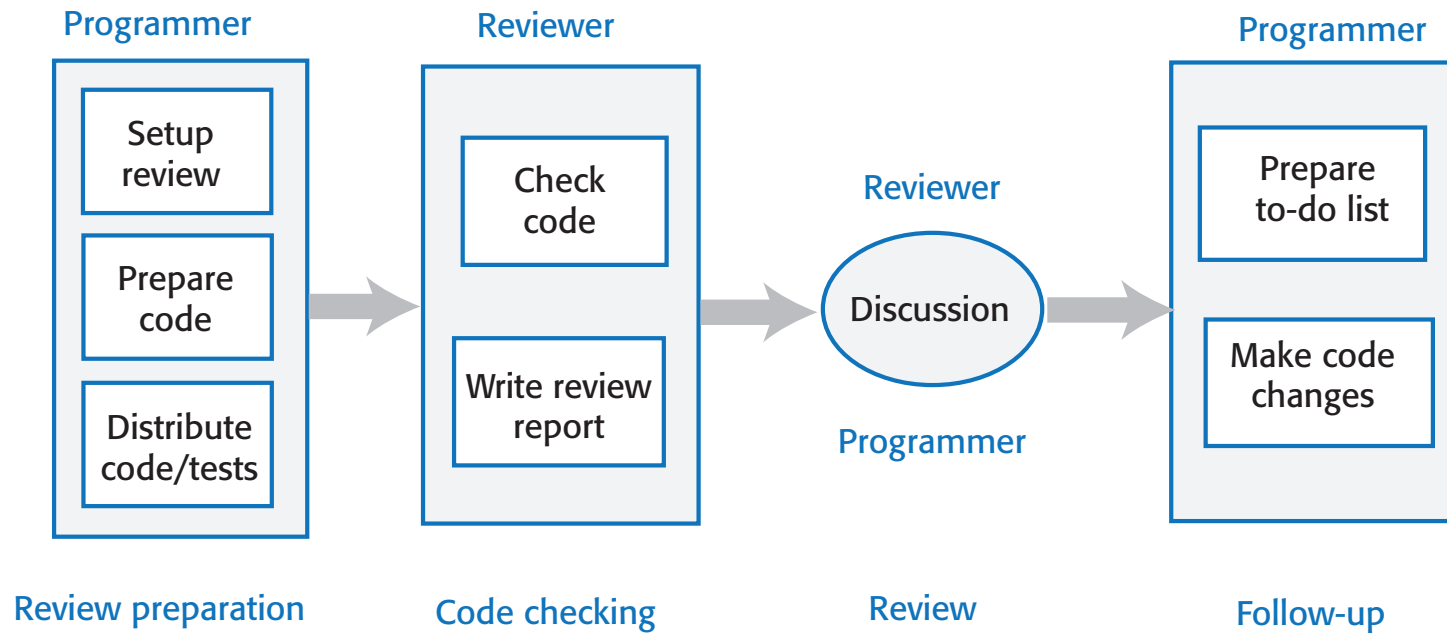 Programmer
Setup
review
Prepare
code
Distribute
code/tests
Review preparation
Reviewer
Check
code
Write review
report
Code checking
Reviewer
Discussion
Programmer
Review
Programmer
Prepare
to-do list
Make code
changes
Follow-up